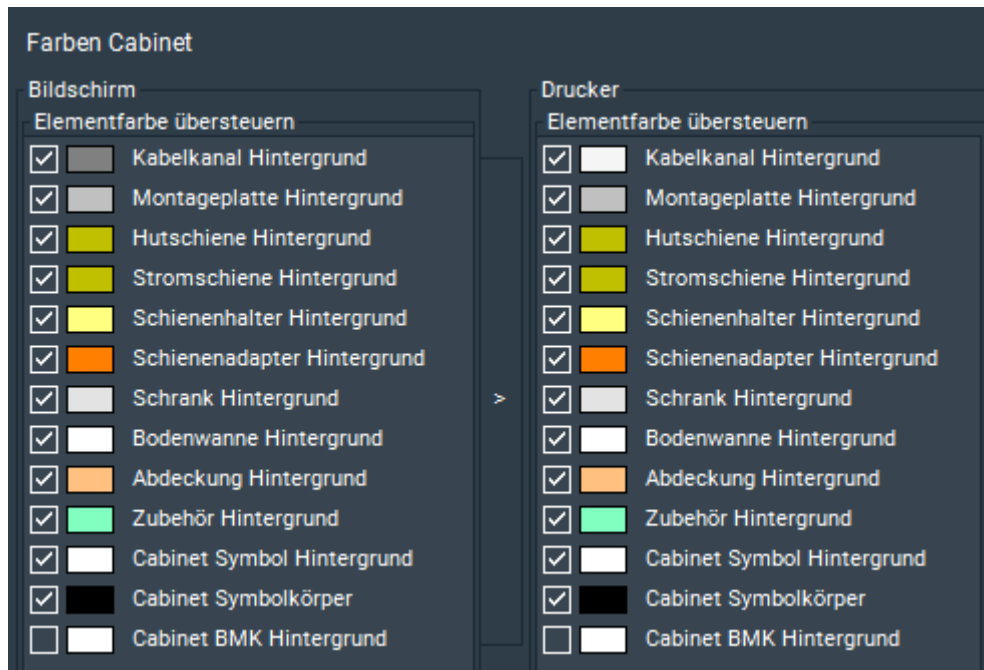 Farben Cabinet
Bildschirm
Elementfarbe übersteuern
Kabelkanal Hintergrund
Montageplatte Hintergrund
Hutschiene Hintergrund
Stromschiene Hintergrund
Schienenhalter Hintergrund
Schienenadapter Hintergrund
Schrank Hintergrund
Bodenwanne Hintergrund
Abdeckung Hintergrund
Zubehör Hintergrund
Cabinet Symbol Hintergrund
Cabinet Symbolkörper
Cabinet BMK Hintergrund
>
Drucker
Elementfarbe übersteuern
Kabelkanal Hintergrund
Montageplatte Hintergrund
Hutschiene Hintergrund
Stromschiene Hintergrund
Schienenhalter Hintergrund
Schienenadapter Hintergrund
Schrank Hintergrund
Bodenwanne Hintergrund
Abdeckung Hintergrund
Zubehör Hintergrund
Cabinet Symbol Hintergrund
Cabinet Symbolkörper
Cabinet BMK Hintergrund